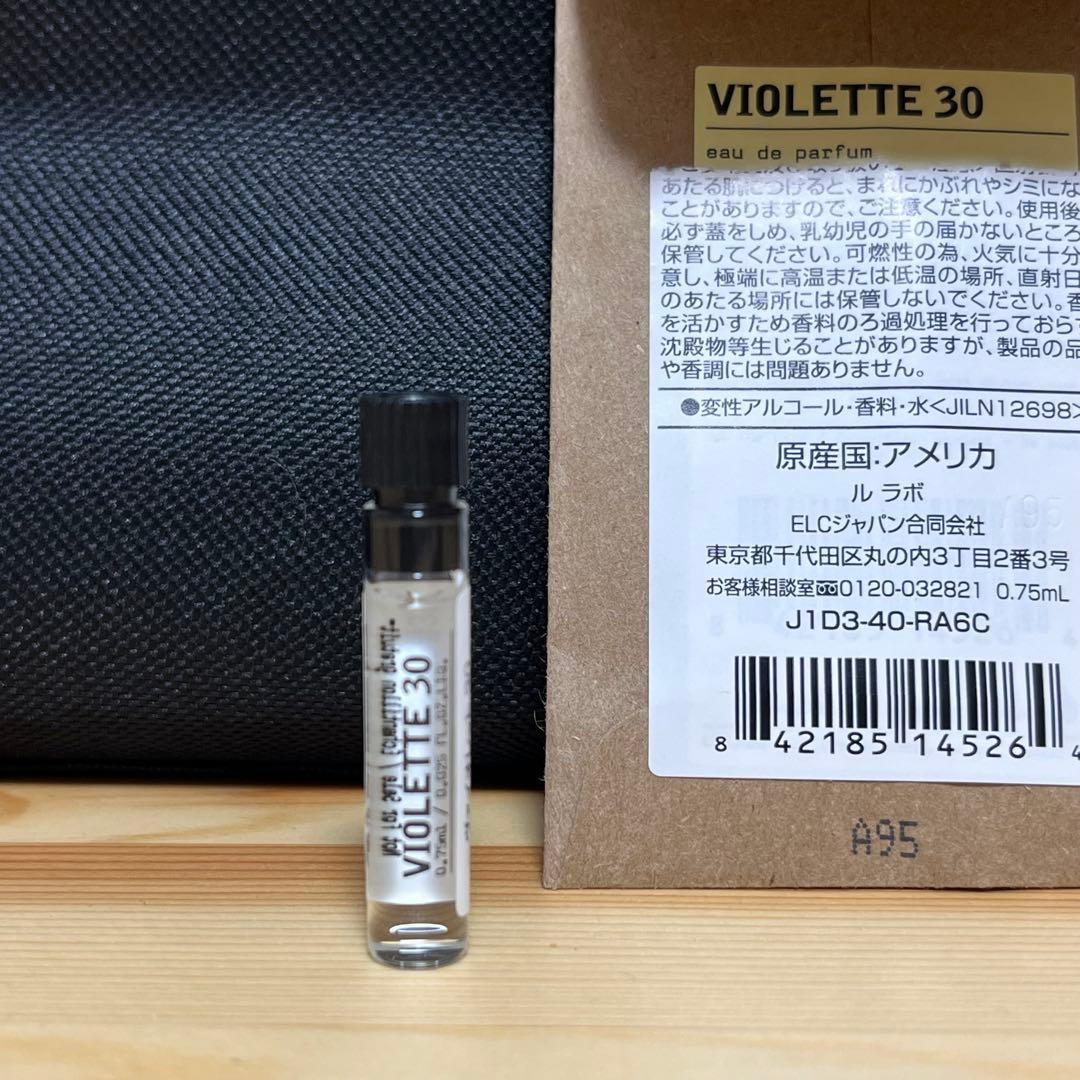 VIOLETTE 30
eau de parfum
あたる肌につけると、まれにかぶれやシミにな
ことがありますので、ご注意ください。使用後
必ず蓋をしめ、乳幼児の手の届かないところ
保管してください。可燃性の為、火気に十分
意し、極端に高温または低温の場所、直射日
のあたる場所には保管しないでください。香
を活かすため香料のろ過処理を行っておらず
沈殿物等生じることがありますが、製品の品
や香調には問題ありません。
●変性アルコール・香料・水<JILN12698>
原産国:アメリカ
ル ラボ
ELCジャパン合同会社
東京都千代田区丸の内3丁目2番3号
お客様相談室 0120-032821 0.75mL
J1D3-40-RA6C
8 42185 14526 4
A95
VIOLETTE 30
0.75ml / 0.025 FL.OZ.LIQ.